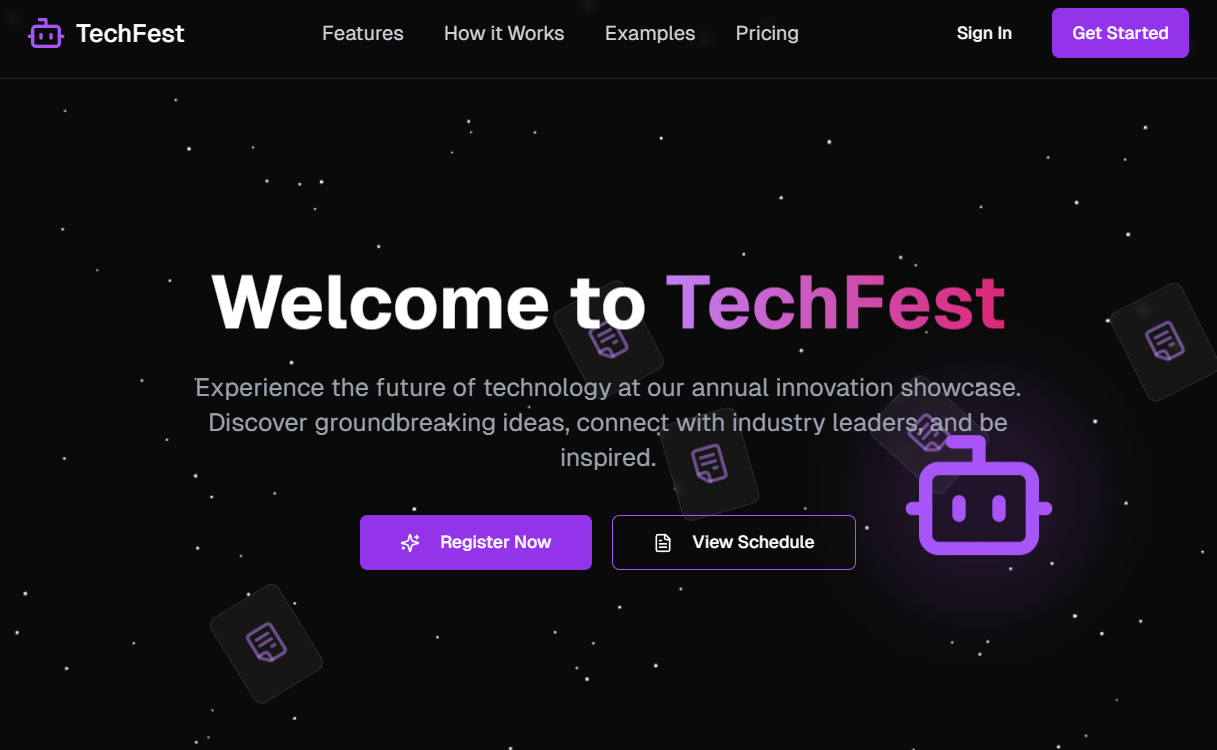 TechFest
Features
How it Works
Examples
Pricing
Sign In
Get Started
Welcome to TechFest
Experience the future of technology at our annual innovation showcase.
Discover groundbreaking ideas, connect with industry leaders, and be
inspired.
Register Now
View Schedule